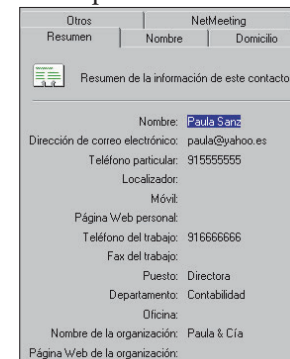 Otros NetMeeting
Resumen Nombre Domicilio
Resumen de la información de este contacto
Nombre: Paula Sanz
Dirección de correo electrónico: paula@yahoo.es
Teléfono particular: 915555555
Localizador:
Móvil:
Página Web personal:
Teléfono del trabajo: 916666666
Fax del trabajo:
Puesto: Directora
Departamento: Contabilidad
Oficina:
Nombre de la organización: Paula & Cía
Página Web de la organización: